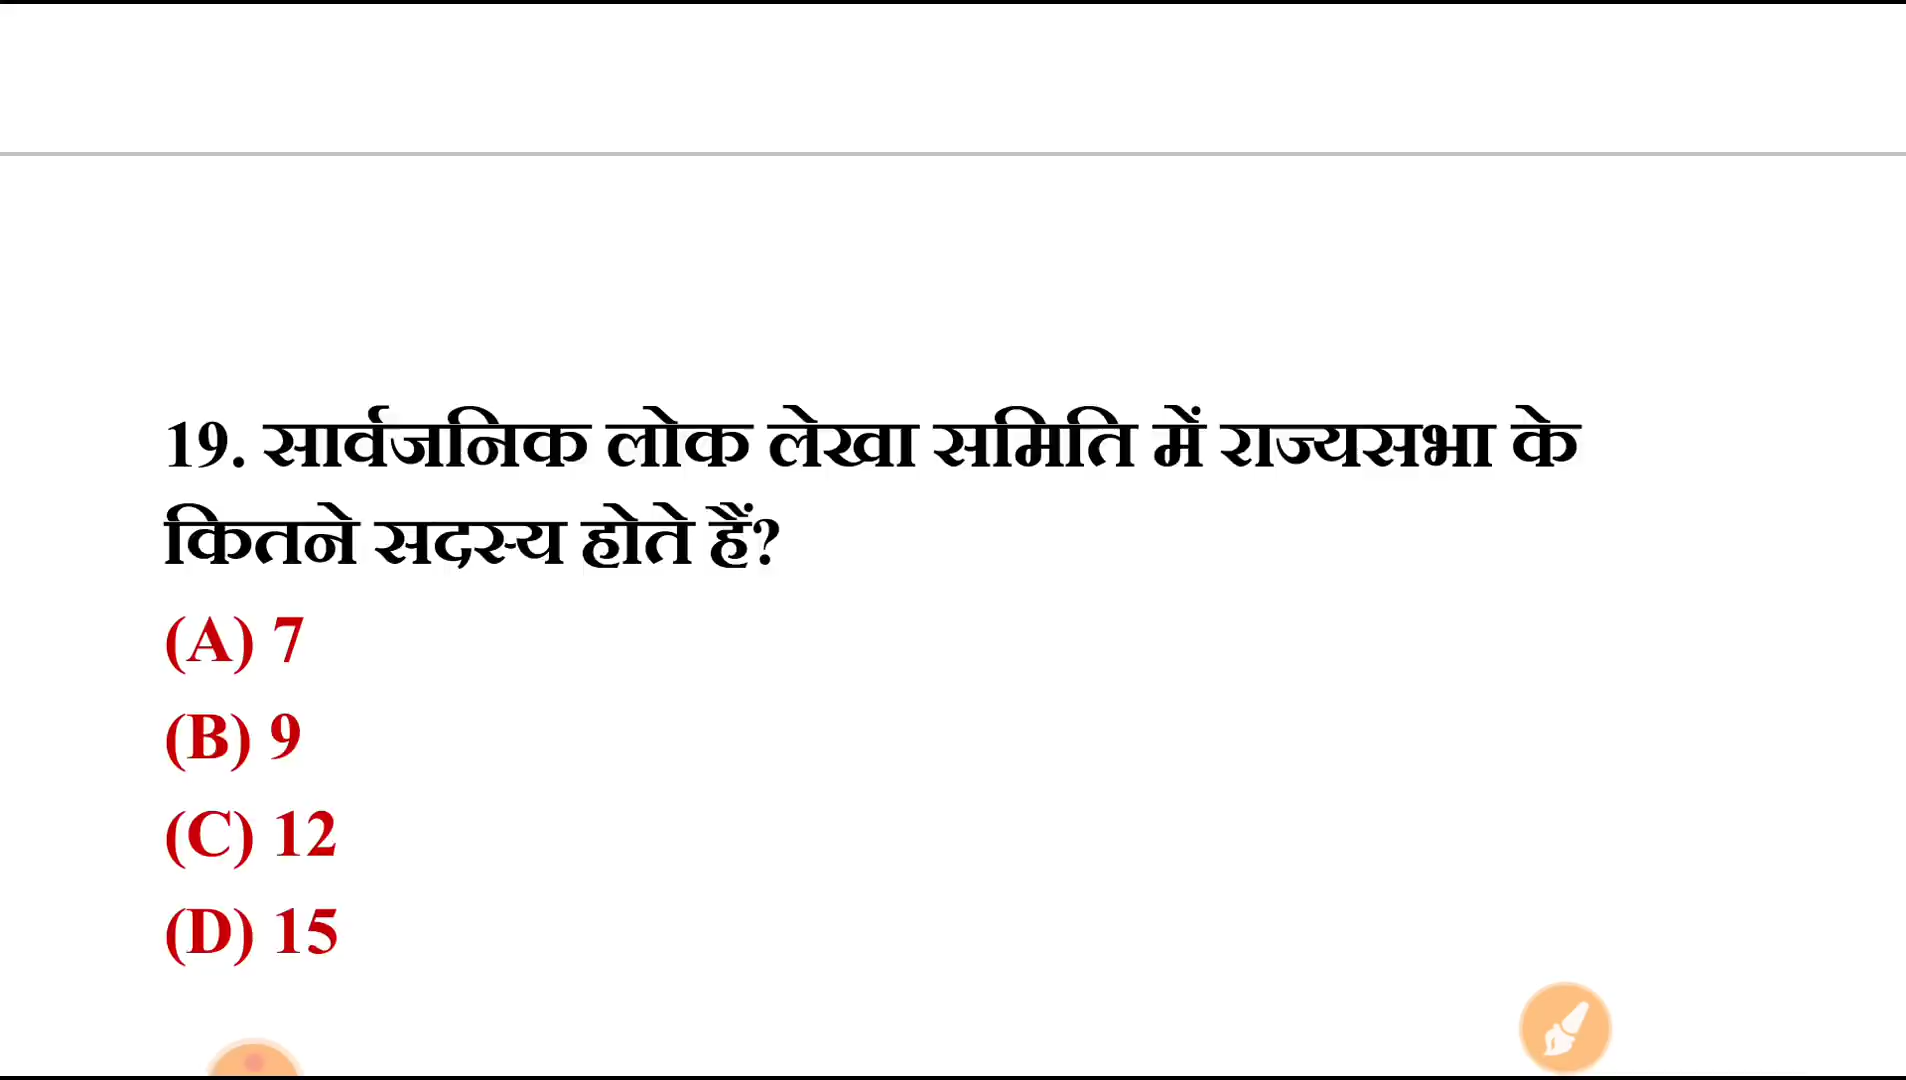 19. सार्वजनिक लोक लेखा समिति में राज्यसभा के
कितने सदस्य होते हैं?
(A) 7
(B) 9
(C) 12
(D) 15